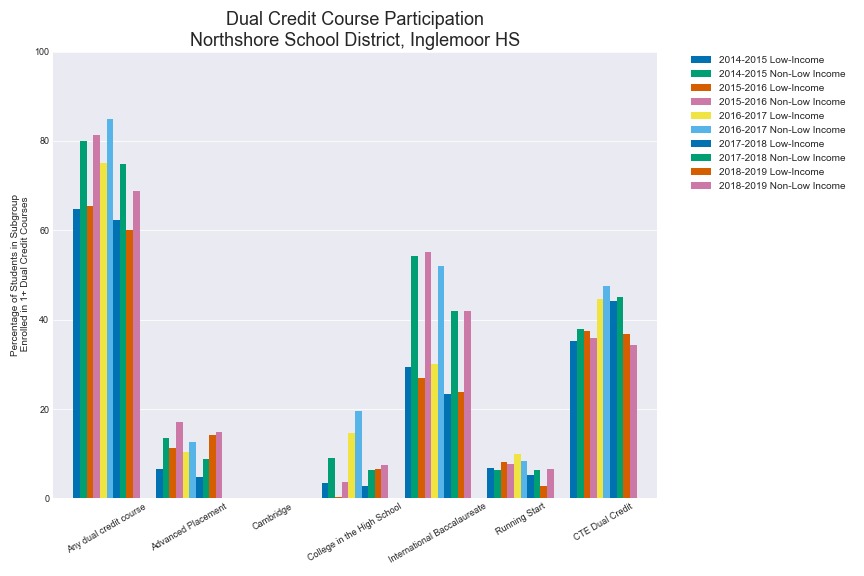 Dual Credit Course Participation
Northshore School District, Inglemoor HS
Percentage of Students in Subgroup
Enrolled in 1+ Dual Credit Courses
100
80
60
40
20
0
Any dual credit course
Advanced Placement
Cambridge
College in the High School
International Baccalaureate
Running Start
CTE Dual Credit
2014-2015 Low-Income
2014-2015 Non-Low Income
2015-2016 Low-Income
2015-2016 Non-Low Income
2016-2017 Low-Income
2016-2017 Non-Low Income
2017-2018 Low-Income
2017-2018 Non-Low Income
2018-2019 Low-Income
2018-2019 Non-Low Income